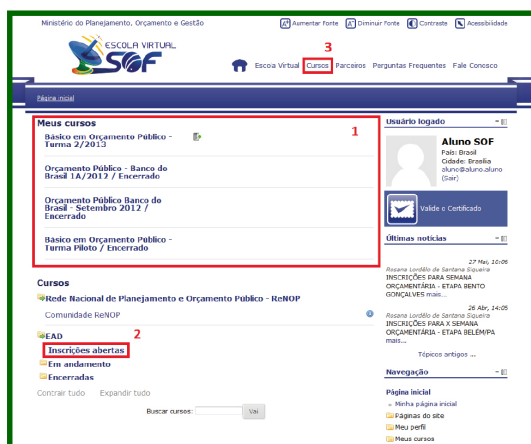 Ministério do Planejamento, Orçamento e Gestão
Aumentar Fonte Diminuir Fonte Contraste Acessibilidade
ESCOLA VIRTUAL
SOF
3
Escola Virtual Cursos Parceiros Perguntas Frequentes Fale Conosco
Página inicial
Meus cursos
1
Básico em Orçamento Público -
Turma 2/2013
Orçamento Público - Banco do
Brasil 1A/2012 / Encerrado
Orçamento Público Banco do
Brasil - Setembro 2012 /
Encerrado
Básico em Orçamento Público -
Turma Piloto / Encerrado
Cursos
Rede Nacional de Planejamento e Orçamento Público - ReNOP
Comunidade ReNOP
EAD
2
Inscrições abertas
Em andamento
Encerradas
Contrair tudo Expandir tudo
Buscar cursos: Vai
Usuário logado
Aluno SOF
País: Brasil
Cidade: Brasília
aluno@aluno.aluno
(Sair)
Valide o Certificado
Últimas notícias
27 Mai, 10:06
Rosana Lordêlo de Santana Siqueira
INSCRIÇÕES PARA SEMANA
ORÇAMENTÁRIA - ETAPA BENTO
GONÇALVES mais...
26 Abr, 14:05
Rosana Lordêlo de Santana Siqueira
INSCRIÇÕES PARA X SEMANA
ORÇAMENTÁRIA - ETAPA BELÉM/PA
mais...
Tópicos antigos ...
Navegação
Página inicial
Minha página inicial
Páginas do site
Meu perfil
Meus cursos